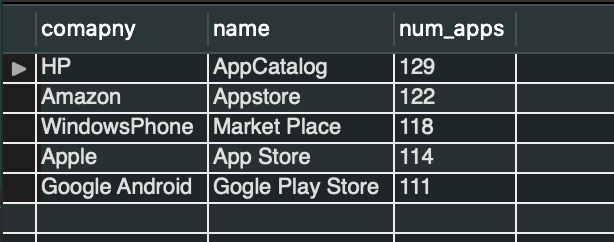 comapny name num_apps
HP AppCatalog 129
Amazon Appstore 122
WindowsPhone Market Place 118
Apple App Store 114
Google Android Gogle Play Store 111